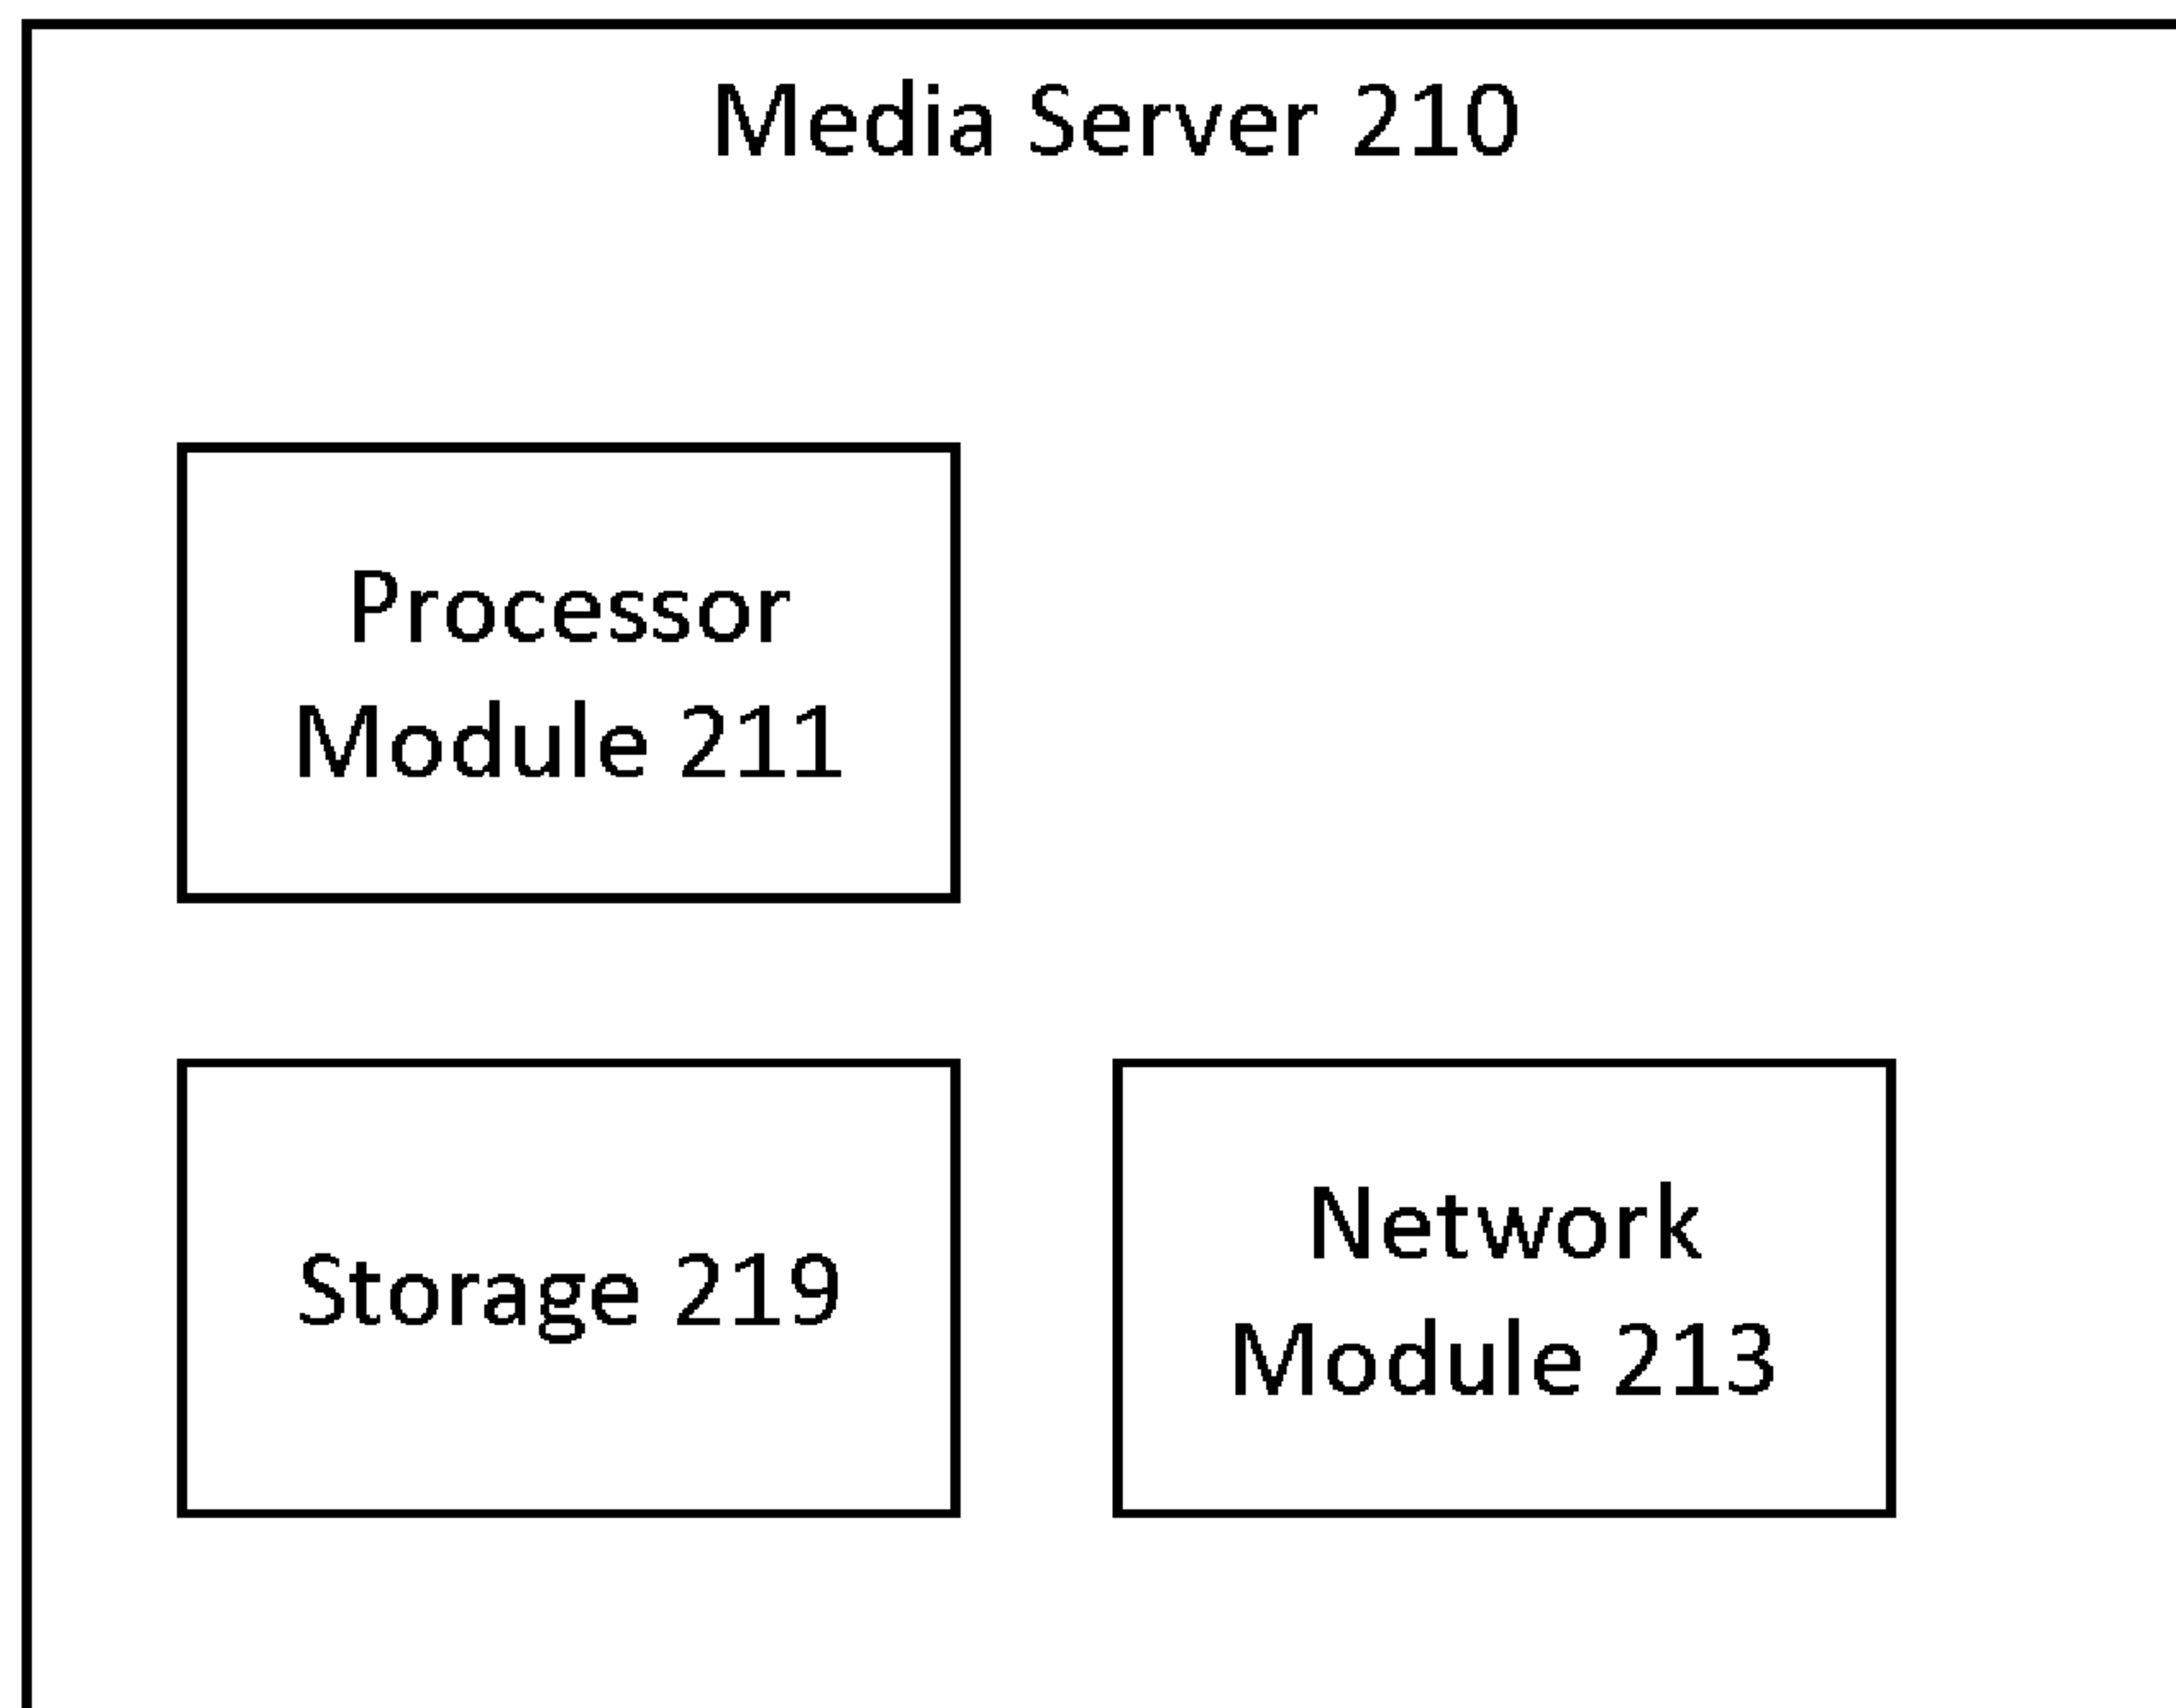 Media Server 210
Processor
Module 211
Storage 219
Network
Module 213